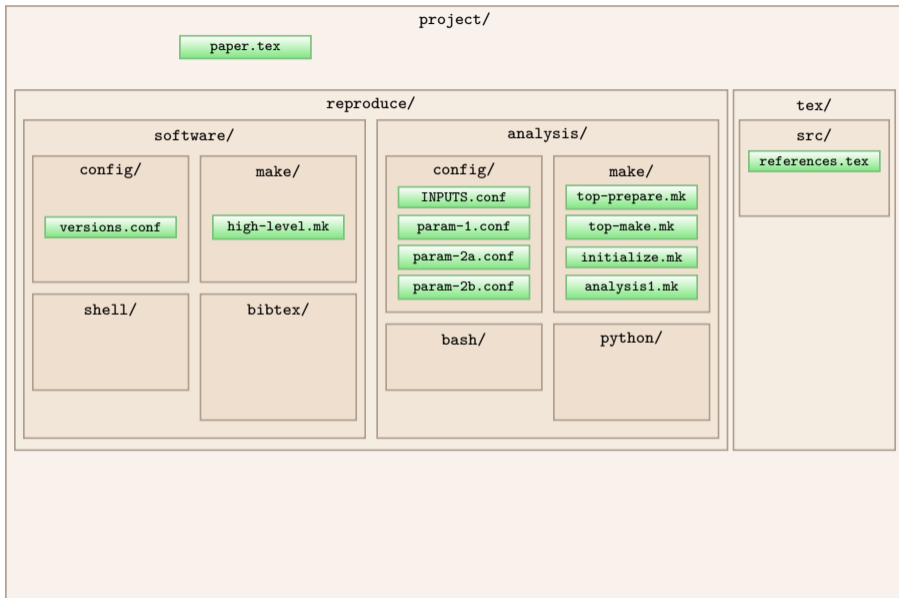 project/
paper.tex
reproduce/
software/
config/
versions.conf
make/
high-level.mk
shell/
bibtex/
analysis/
config/
INPUTS.conf
param-1.conf
param-2a.conf
param-2b.conf
make/
top-prepare.mk
top-make.mk
initialize.mk
analysis1.mk
bash/
python/
tex/
src/
references.tex